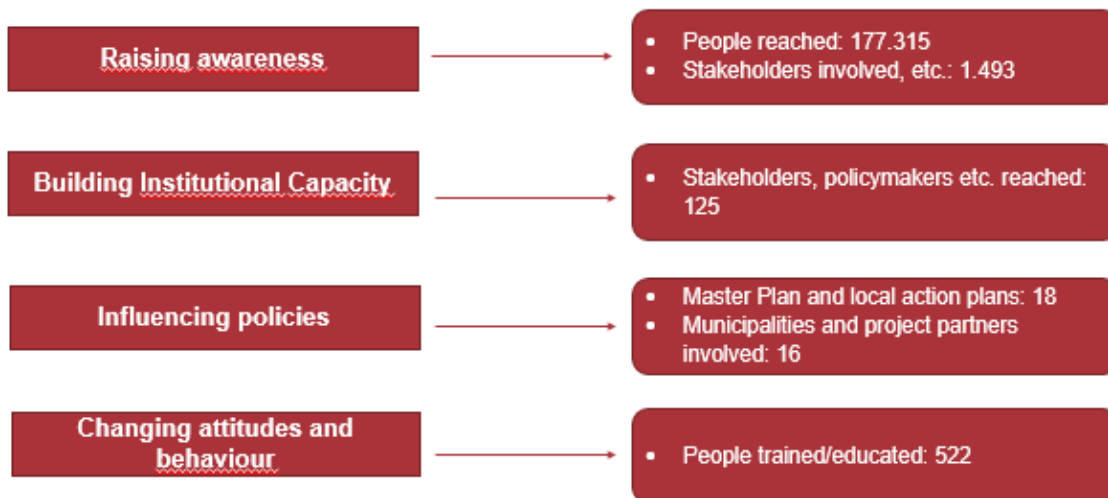 Raising awareness
• People reached: 177.315
• Stakeholders involved, etc.: 1.493
Building Institutional Capacity
• Stakeholders, policymakers etc. reached:
125
Influencing policies
• Master Plan and local action plans: 18
• Municipalities and project partners
involved: 16
Changing attitudes and
behaviour
• People trained/educated: 522